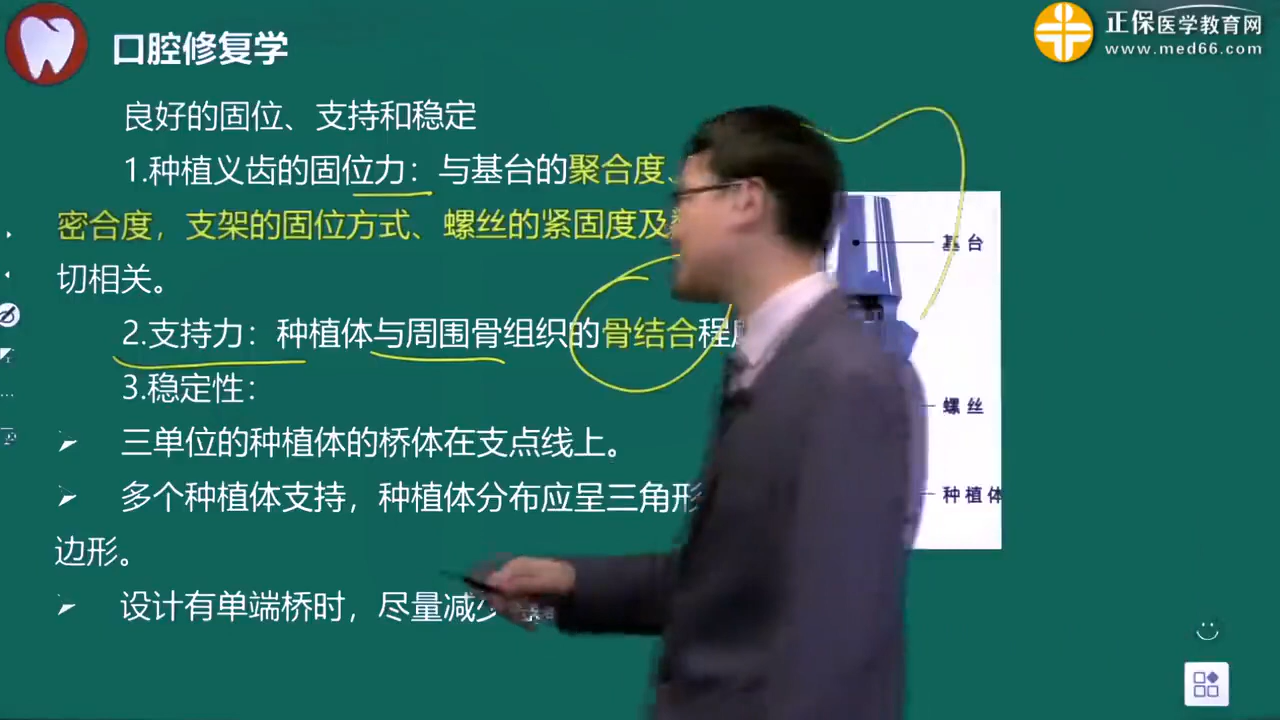 口腔修复学
正保医学教育网
www.med66.com
良好的固位、支持和稳定
1.种植义齿的固位力：与基台的聚合度、
密合度，支架的固位方式、螺丝的紧固度及
切相关。
2.支持力：种植体与周围骨组织的骨结合程
3.稳定性：
三单位的种植体的桥体在支点线上。
多个种植体支持，种植体分布应呈三角形
边形。
设计有单端桥时，尽量减少
基台
螺丝
种植体